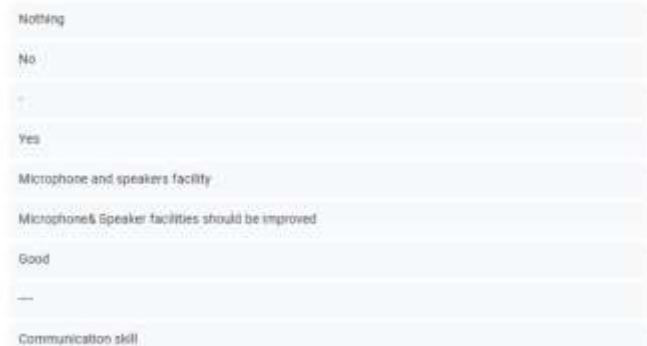 Nothing
No
-
Yes
Microphone and speakers facility
Microphone& Speaker facilities should be improved
Good
---
Communication skill